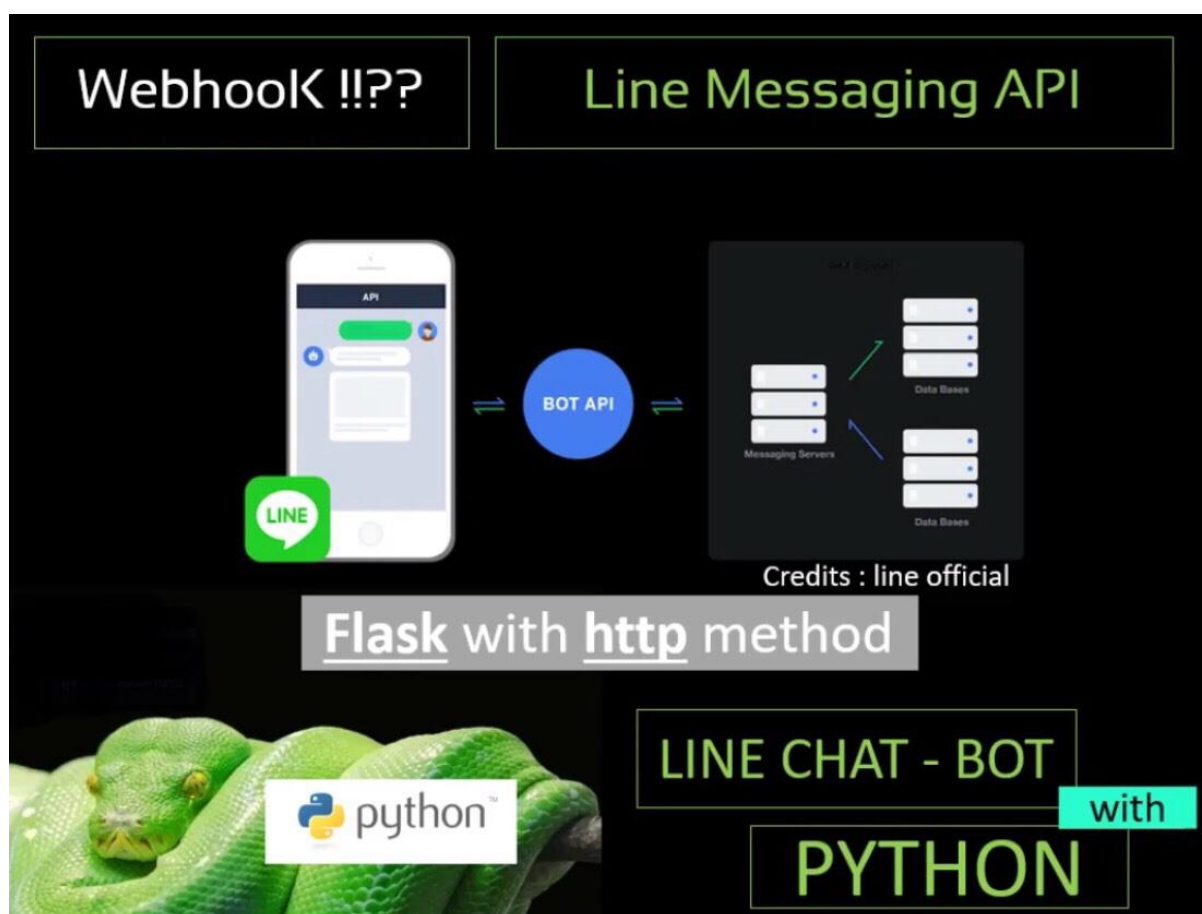 WebhooK !!??
Line Messaging API
API
BOT API
LINE
Messaging Servers
Data Bases
Data Bases
Credits : line official
Flask with http method
python™
LINE CHAT - BOT
with
PYTHON